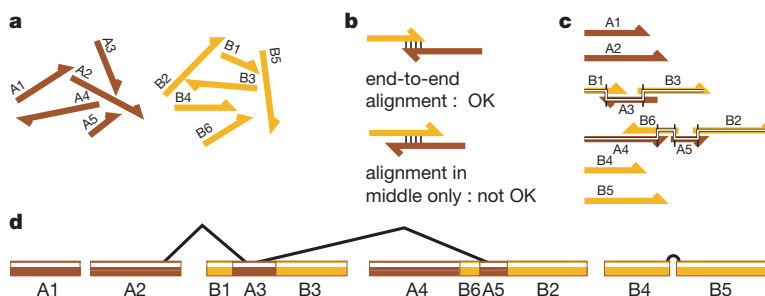 a
A1
A2
A3
A4
A5
B2
B1
B3
B4
B5
B6
b
end-to-end
alignment : OK
alignment in
middle only : not OK
c
A1
A2
B1 B3
A3
B6 B2
A4 A5
B4
B5
d
A1 A2 B1 A3 B3 A4 B6 A5 B2 B4 B5